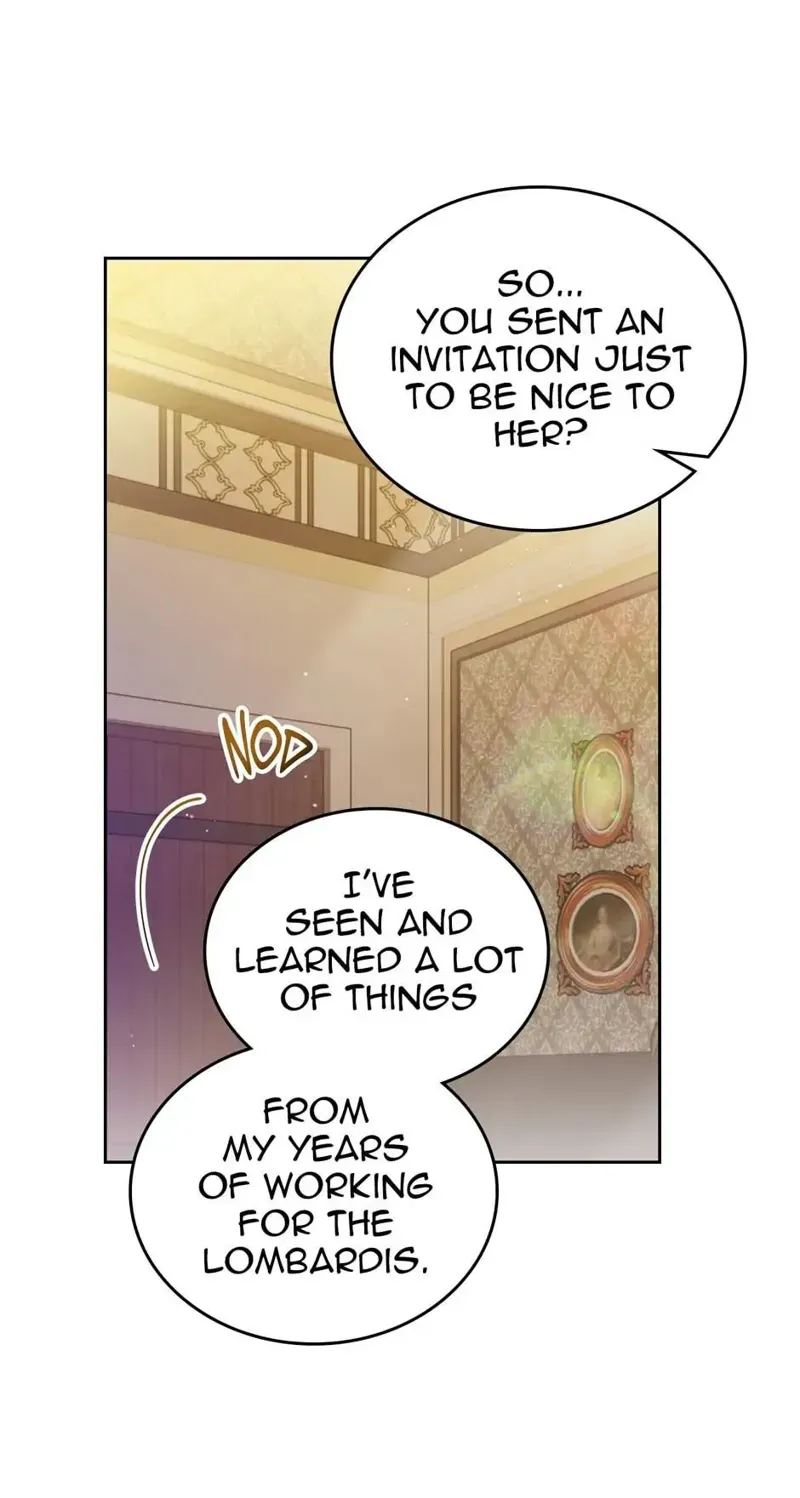 SO...
YOU SENT AN
INVITATION JUST
TO BE NICE TO
HER?
NOD
I'VE
SEEN AND
LEARNED A LOT
OF THINGS
FROM
MY YEARS
OF WORKING
FOR THE
LOMBARDIS.